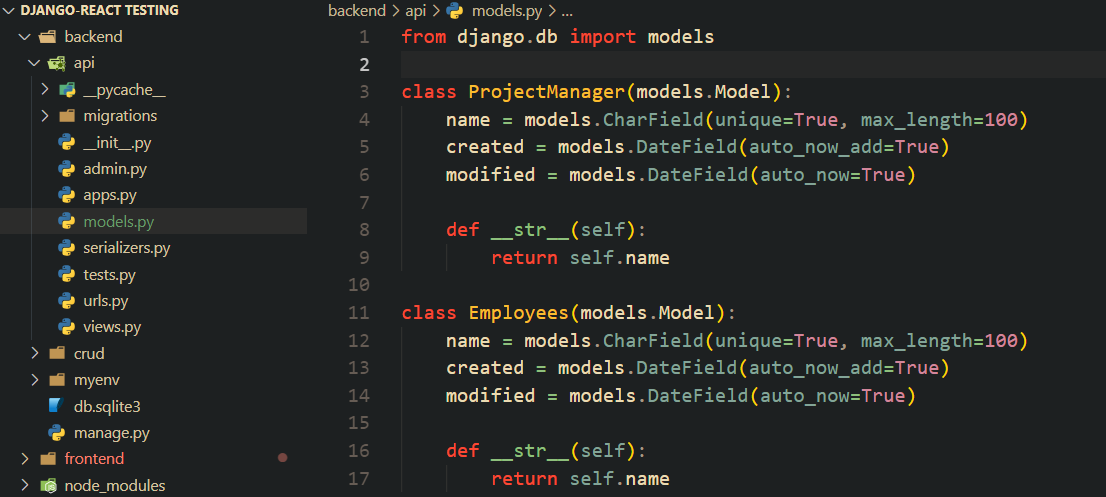 DJANGO-REACT TESTING
backend
api
__pycache__
migrations
__init__.py
admin.py
apps.py
models.py
serializers.py
tests.py
urls.py
views.py
crud
myenv
db.sqlite3
manage.py
frontend
node_modules
backend > api > models.py > ...
1 from django.db import models
2
3 class ProjectManager(models.Model):
4     name = models.CharField(unique=True, max_length=100)
5     created = models.DateField(auto_now_add=True)
6     modified = models.DateField(auto_now=True)
7
8     def __str__(self):
9         return self.name
10
11 class Employees(models.Model):
12     name = models.CharField(unique=True, max_length=100)
13     created = models.DateField(auto_now_add=True)
14     modified = models.DateField(auto_now=True)
15
16     def __str__(self):
17         return self.name